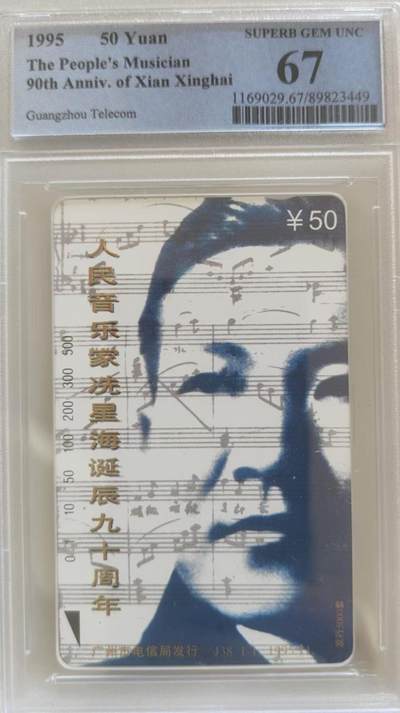 1995 50 Yuan
The People's Musician
90th Anniv. of Xian Xinghai
Guangzhou Telecom
SUPERB GEM UNC
67
1169029.67/89823449
¥50
人民音乐家冼星海诞辰九十周年
500
300
200
100
50
10
0
广州市电信局发行